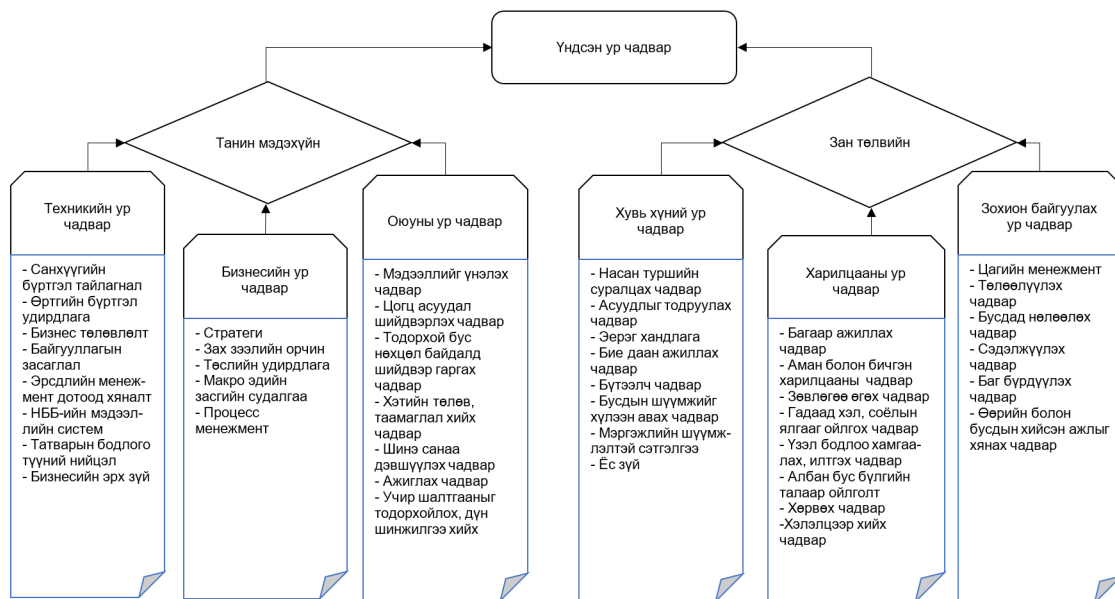 Үндсэн ур чадвар
Танин мэдэхүйн
Зан төлвийн
Техникийн ур
чадвар
- Санхүүгийн
бүртгэл тайлагнал
- Өртгийн бүртгэл
удирдлага
- Бизнес төлөвлөлт
- Байгууллагын
засаглал
- Эрсдлийн менеж-
мент дотоод хяналт
- НББ-ийн мэдээл-
лийн систем
- Татварын бодлого
түүний нийцэл
- Бизнесийн эрх зүй
Бизнесийн ур
чадвар
- Стратеги
- Зах зээлийн орчин
- Төслийн удирдлага
- Макро эдийн
засгийн судалгаа
- Процесс
менежмент
Оюуны ур чадвар
- Мэдээллийг үнэлэх
чадвар
- Цогц асуудал
шийдвэрлэх чадвар
- Тодорхой бус
нөхцөл байдалд
шийдвэр гаргах
чадвар
- Хэтийн төлөв,
таамаглал хийх
чадвар
- Шинэ санаа
дэвшүүлэх чадвар
- Ажиглах чадвар
- Учир шалтгааныг
тодорхойлох, дүн
шинжилгээ хийх
Хувь хүний ур
чадвар
- Насан туршийн
суралцах чадвар
- Асуудлыг тодруулах
чадвар
- Эерэг хандлага
- Бие даан ажиллах
чадвар
- Бүтээлч чадвар
- Бусдын шүүмжийг
хүлээн авах чадвар
- Мэргэжлийн шүүмж-
лэлтэй сэтгэлгээ
- Ёс зүй
Харилцааны ур
чадвар
- Багаар ажиллах
чадвар
- Аман болон бичгэн
харилцааны чадвар
- Зөвлөгөө өгөх чадвар
- Гадаад хэл, соёлын
ялгааг ойлгох чадвар
- Үзэл бодлоо хамгаа-
лах, илтгэх чадвар
- Албан бус бүлгийн
талаар ойлголт
- Хөрвөх чадвар
-Хэлэлцээр хийх
чадвар
Зохион байгуулах
ур чадвар
- Цагийн менежмент
- Төлөөлүүлэх
чадвар
- Бусдад нөлөөлөх
чадвар
- Сэдэлжүүлэх
чадвар
- Баг бүрдүүлэх
чадвар
- Өөрийн болон
бусдын хийсэн ажлыг
хянах чадвар